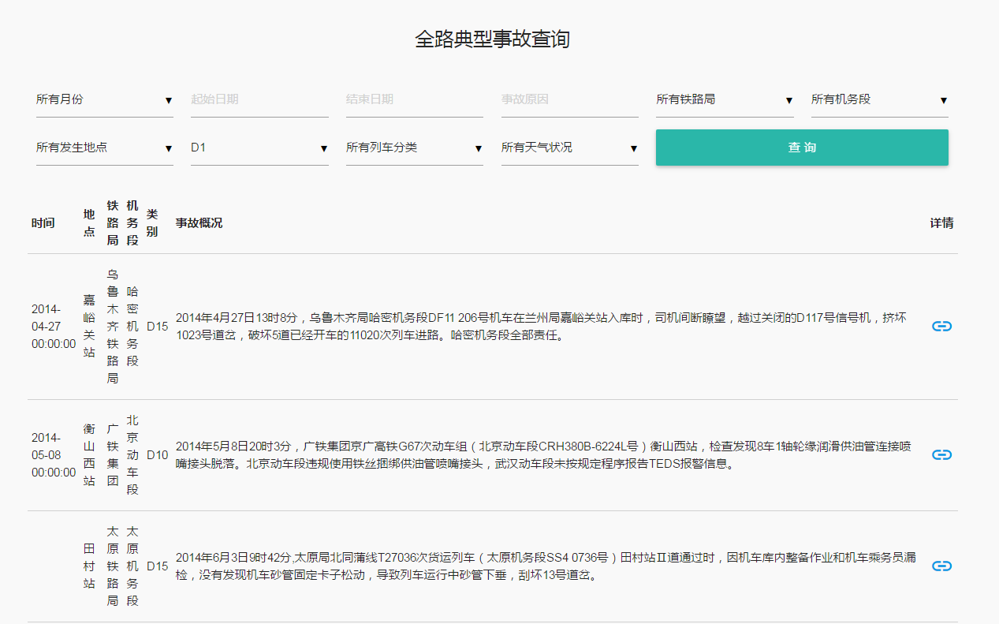 全路典型事故查询
所有月份 起始日期 结束日期 事故原因 所有铁路局 所有机务段
所有发生地点 D1 所有列车分类 所有天气状况 查询
时间 地点 铁路局 机务段 类别 事故概况 详情
2014-04-27 00:00:00 嘉峪关站 乌鲁木齐铁路局 哈密机务段 D15
2014年4月27日13时8分，乌鲁木齐局哈密机务段DF11 206号机车在兰州局嘉峪关站入库时，司机间断瞭望，越过关闭的D117号信号机，挤坏
1023号道岔，破坏5道已经开车的11020次列车进路。哈密机务段全部责任。
2014-05-08 00:00:00 衡山西站 广铁集团 北京动车段 D10
2014年5月8日20时3分，广铁集团京广高铁G67次动车组（北京动车段CRH380B-6224L号）衡山西站，检查发现8车1轴轮缘润滑供油管连接喷
嘴接头脱落。北京动车段违规使用铁丝捆绑供油管喷嘴接头，武汉动车段未按规定程序报告TEDS报警信息。
田村站 太原铁路局 太原机务段 D15
2014年6月3日9时42分,太原局北同蒲线T27036次货运列车（太原机务段SS4 0736号）田村站Ⅱ道通过时，因机车库内整备作业和机车乘务员漏
检，没有发现机车砂管固定卡子松动，导致列车运行中砂管下垂，刮坏13号道岔。